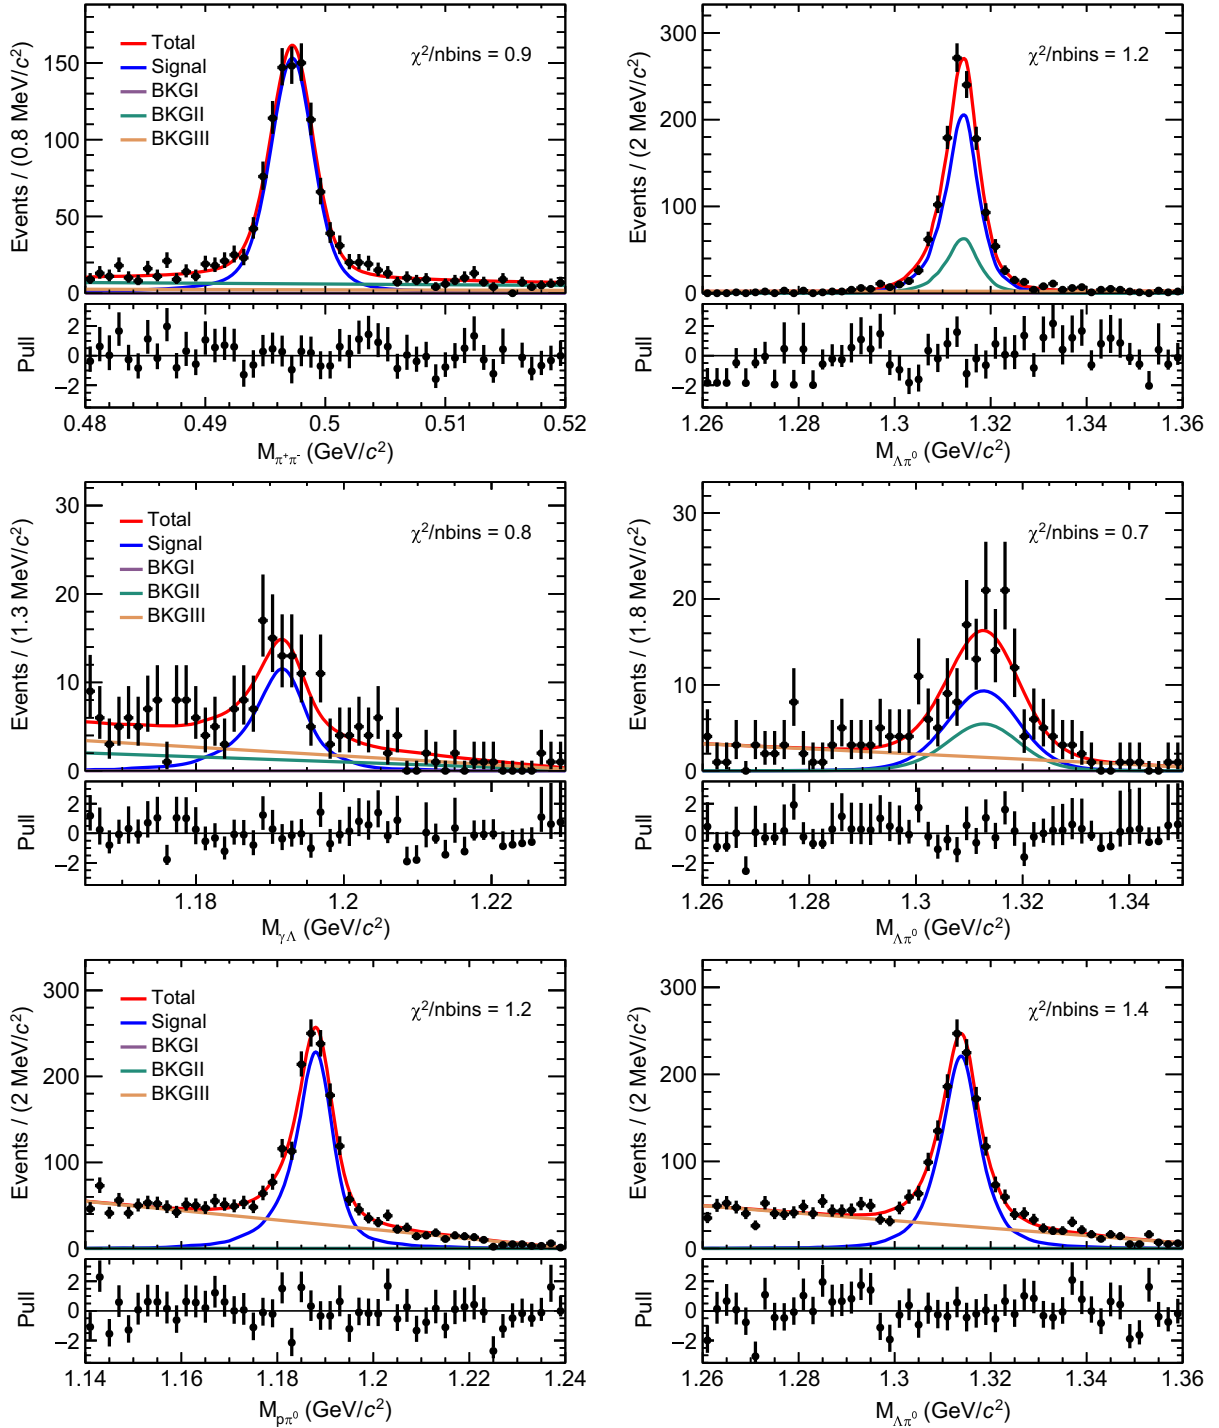 Events / (0.8 MeV/c²)
150
100
50
0
Total
Signal
BKGI
BKGII
BKGIII
χ²/nbins = 0.9
Pull
2
0
−2
0.48 0.49 0.5 0.51 0.52
M_π⁺π⁻ (GeV/c²)
Events / (2 MeV/c²)
300
200
100
0
χ²/nbins = 1.2
Pull
2
0
−2
1.26 1.28 1.3 1.32 1.34 1.36
M_Λπ⁰ (GeV/c²)
Events / (1.3 MeV/c²)
30
20
10
0
Total
Signal
BKGI
BKGII
BKGIII
χ²/nbins = 0.8
Pull
2
0
−2
1.18 1.2 1.22
M_γΛ (GeV/c²)
Events / (1.8 MeV/c²)
30
20
10
0
χ²/nbins = 0.7
Pull
2
0
−2
1.26 1.28 1.3 1.32 1.34
M_Λπ⁰ (GeV/c²)
Events / (2 MeV/c²)
300
200
100
0
Total
Signal
BKGI
BKGII
BKGIII
χ²/nbins = 1.2
Pull
2
0
−2
1.14 1.16 1.18 1.2 1.22 1.24
M_pπ⁰ (GeV/c²)
Events / (2 MeV/c²)
300
200
100
0
χ²/nbins = 1.4
Pull
2
0
−2
1.26 1.28 1.3 1.32 1.34 1.36
M_Λπ⁰ (GeV/c²)